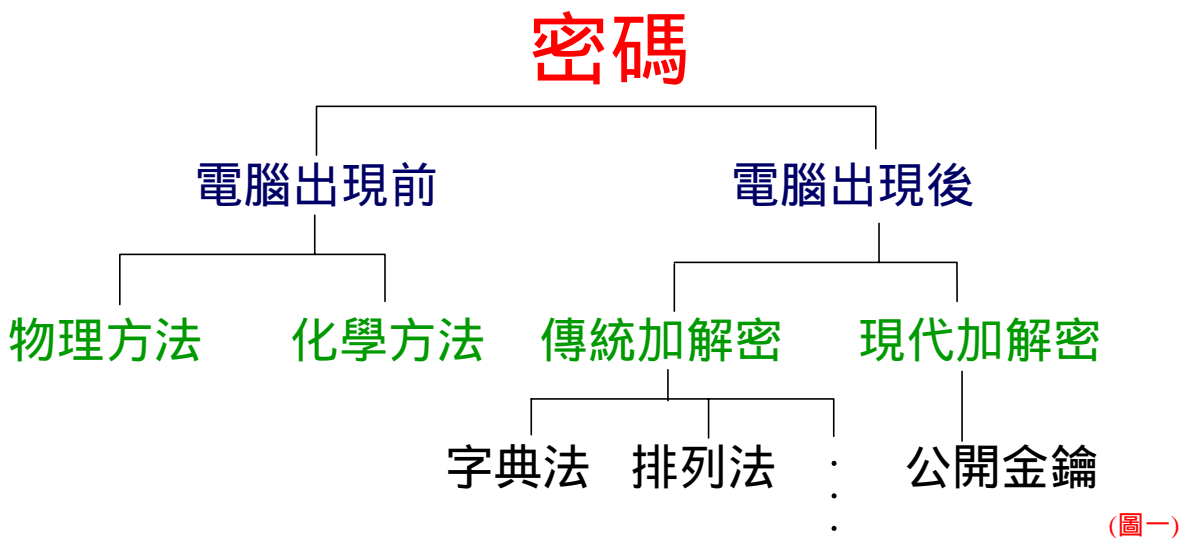 密碼
電腦出現前 電腦出現後
物理方法 化學方法 傳統加解密 現代加解密
字典法 排列法 ⋮ 公開金鑰
(圖一)